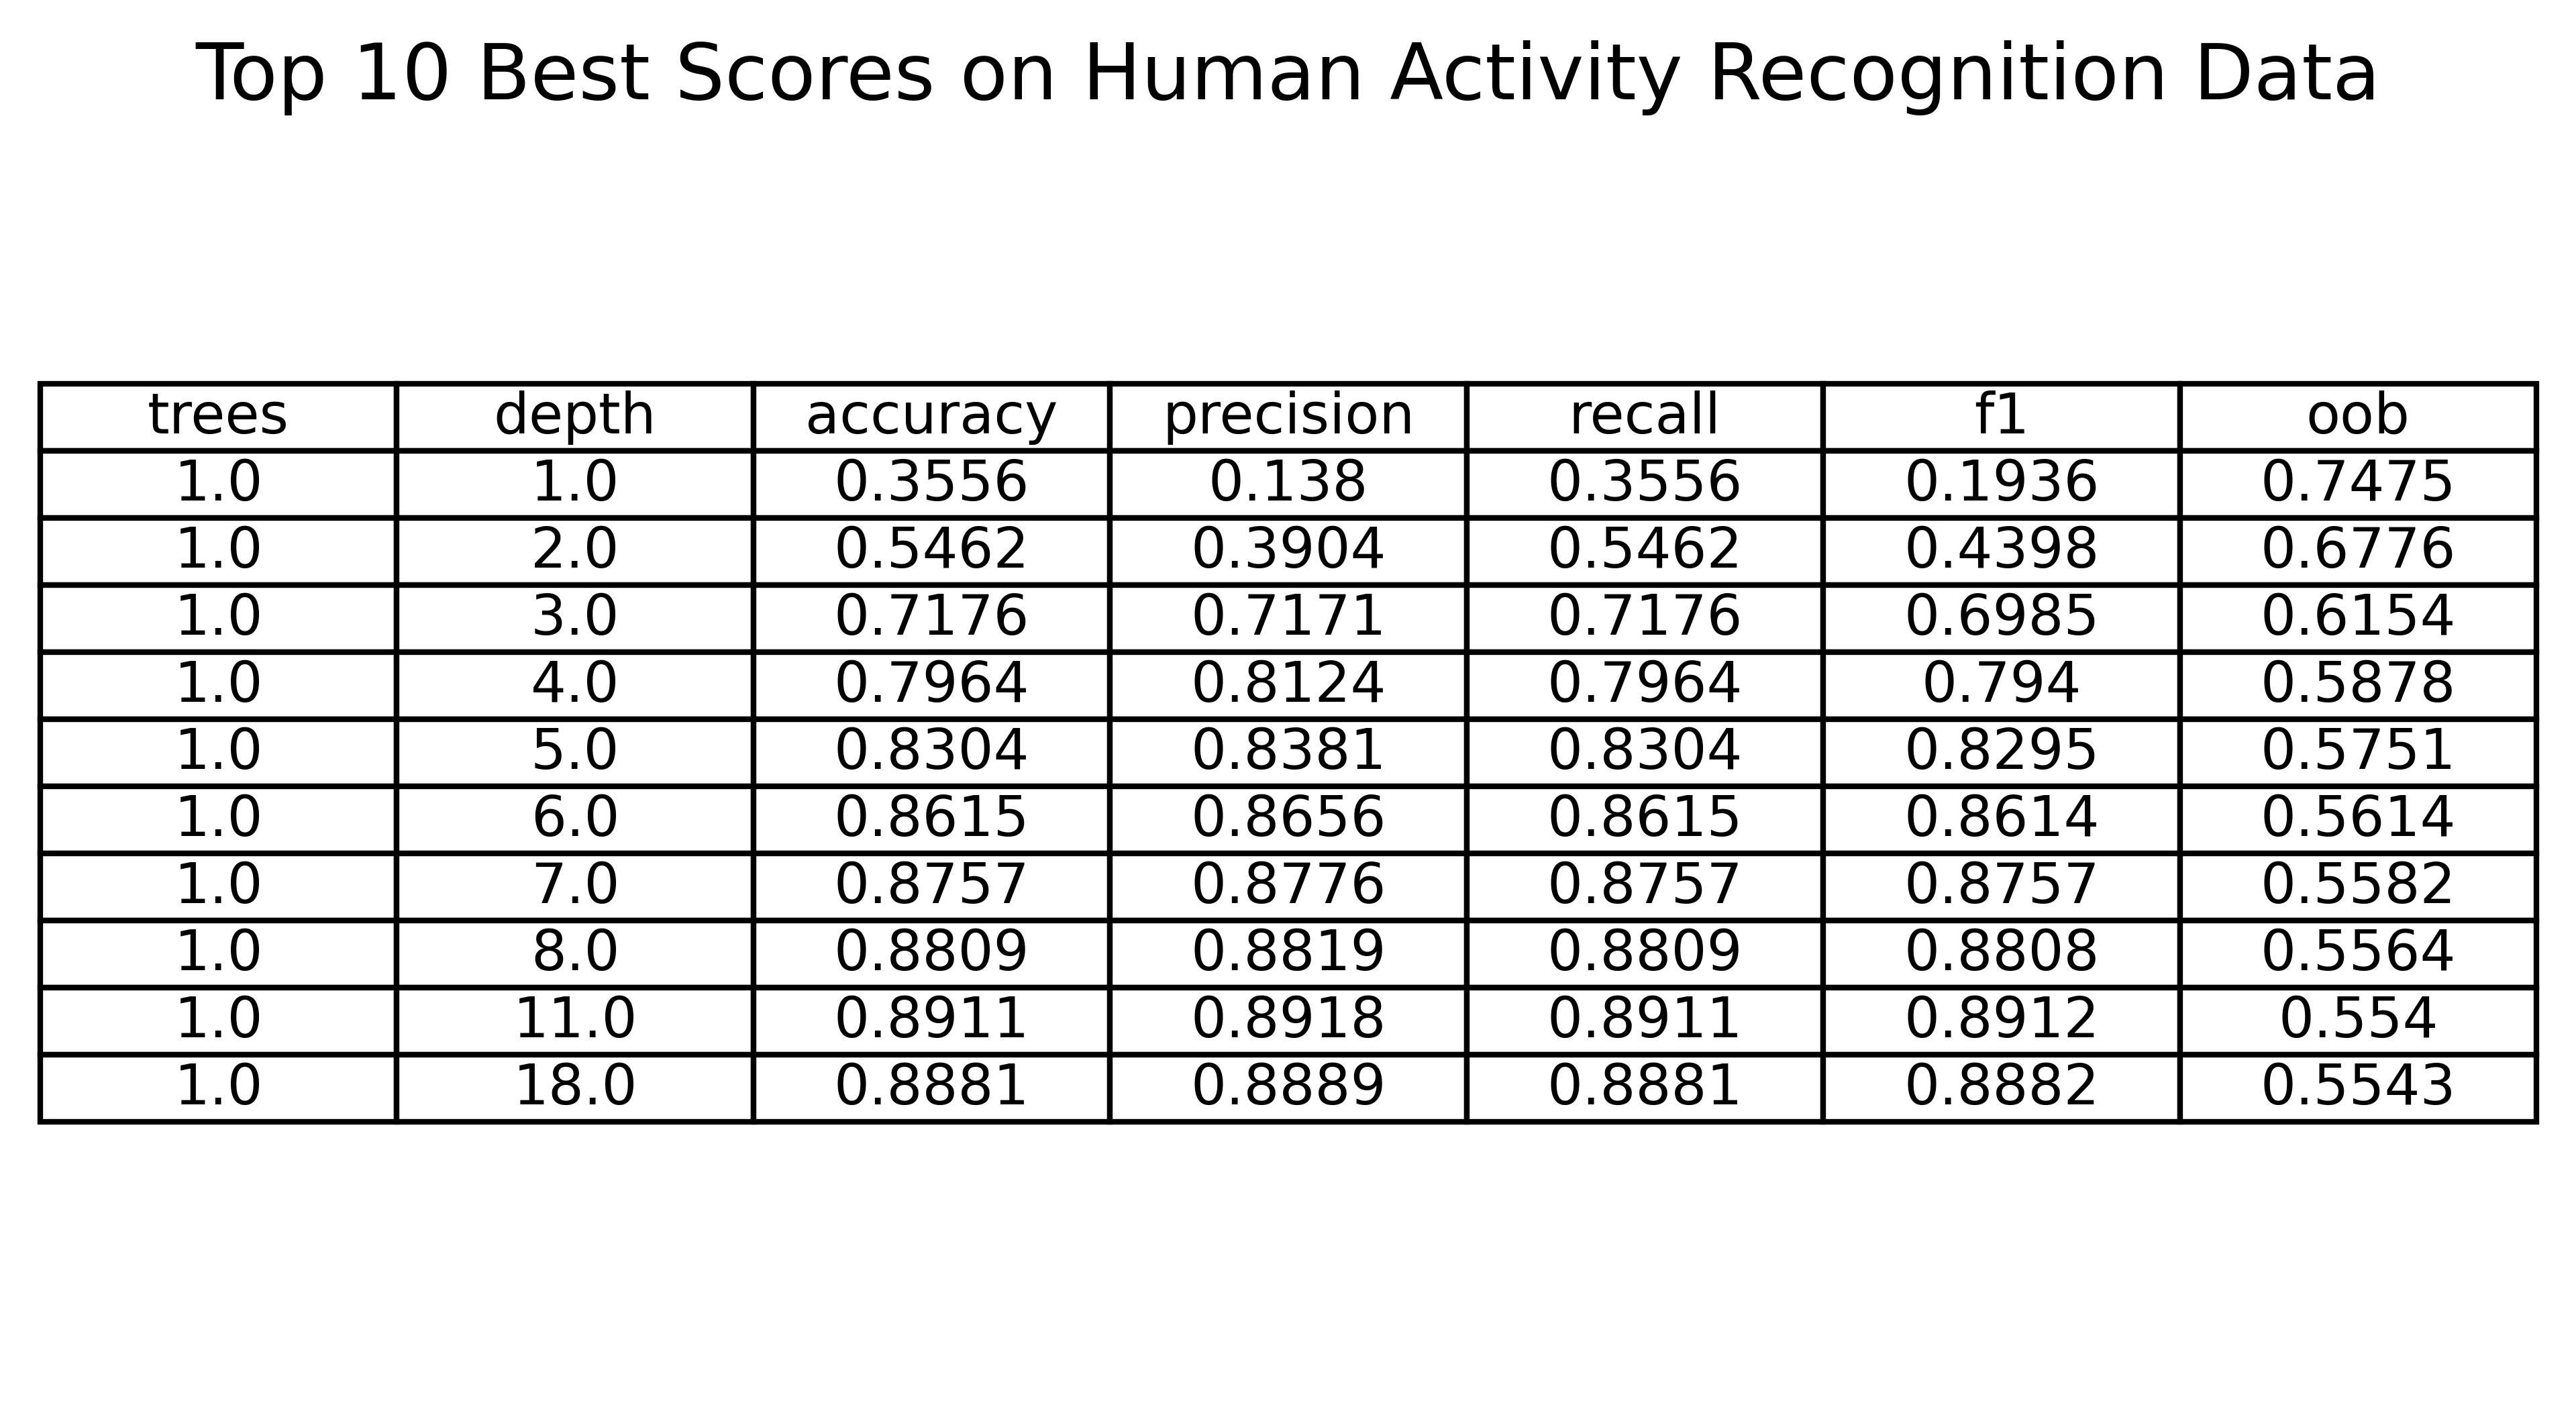 Top 10 Best Scores on Human Activity Recognition Data
trees depth accuracy precision recall f1 oob
1.0 1.0 0.3556 0.138 0.3556 0.1936 0.7475
1.0 2.0 0.5462 0.3904 0.5462 0.4398 0.6776
1.0 3.0 0.7176 0.7171 0.7176 0.6985 0.6154
1.0 4.0 0.7964 0.8124 0.7964 0.794 0.5878
1.0 5.0 0.8304 0.8381 0.8304 0.8295 0.5751
1.0 6.0 0.8615 0.8656 0.8615 0.8614 0.5614
1.0 7.0 0.8757 0.8776 0.8757 0.8757 0.5582
1.0 8.0 0.8809 0.8819 0.8809 0.8808 0.5564
1.0 11.0 0.8911 0.8918 0.8911 0.8912 0.554
1.0 18.0 0.8881 0.8889 0.8881 0.8882 0.5543